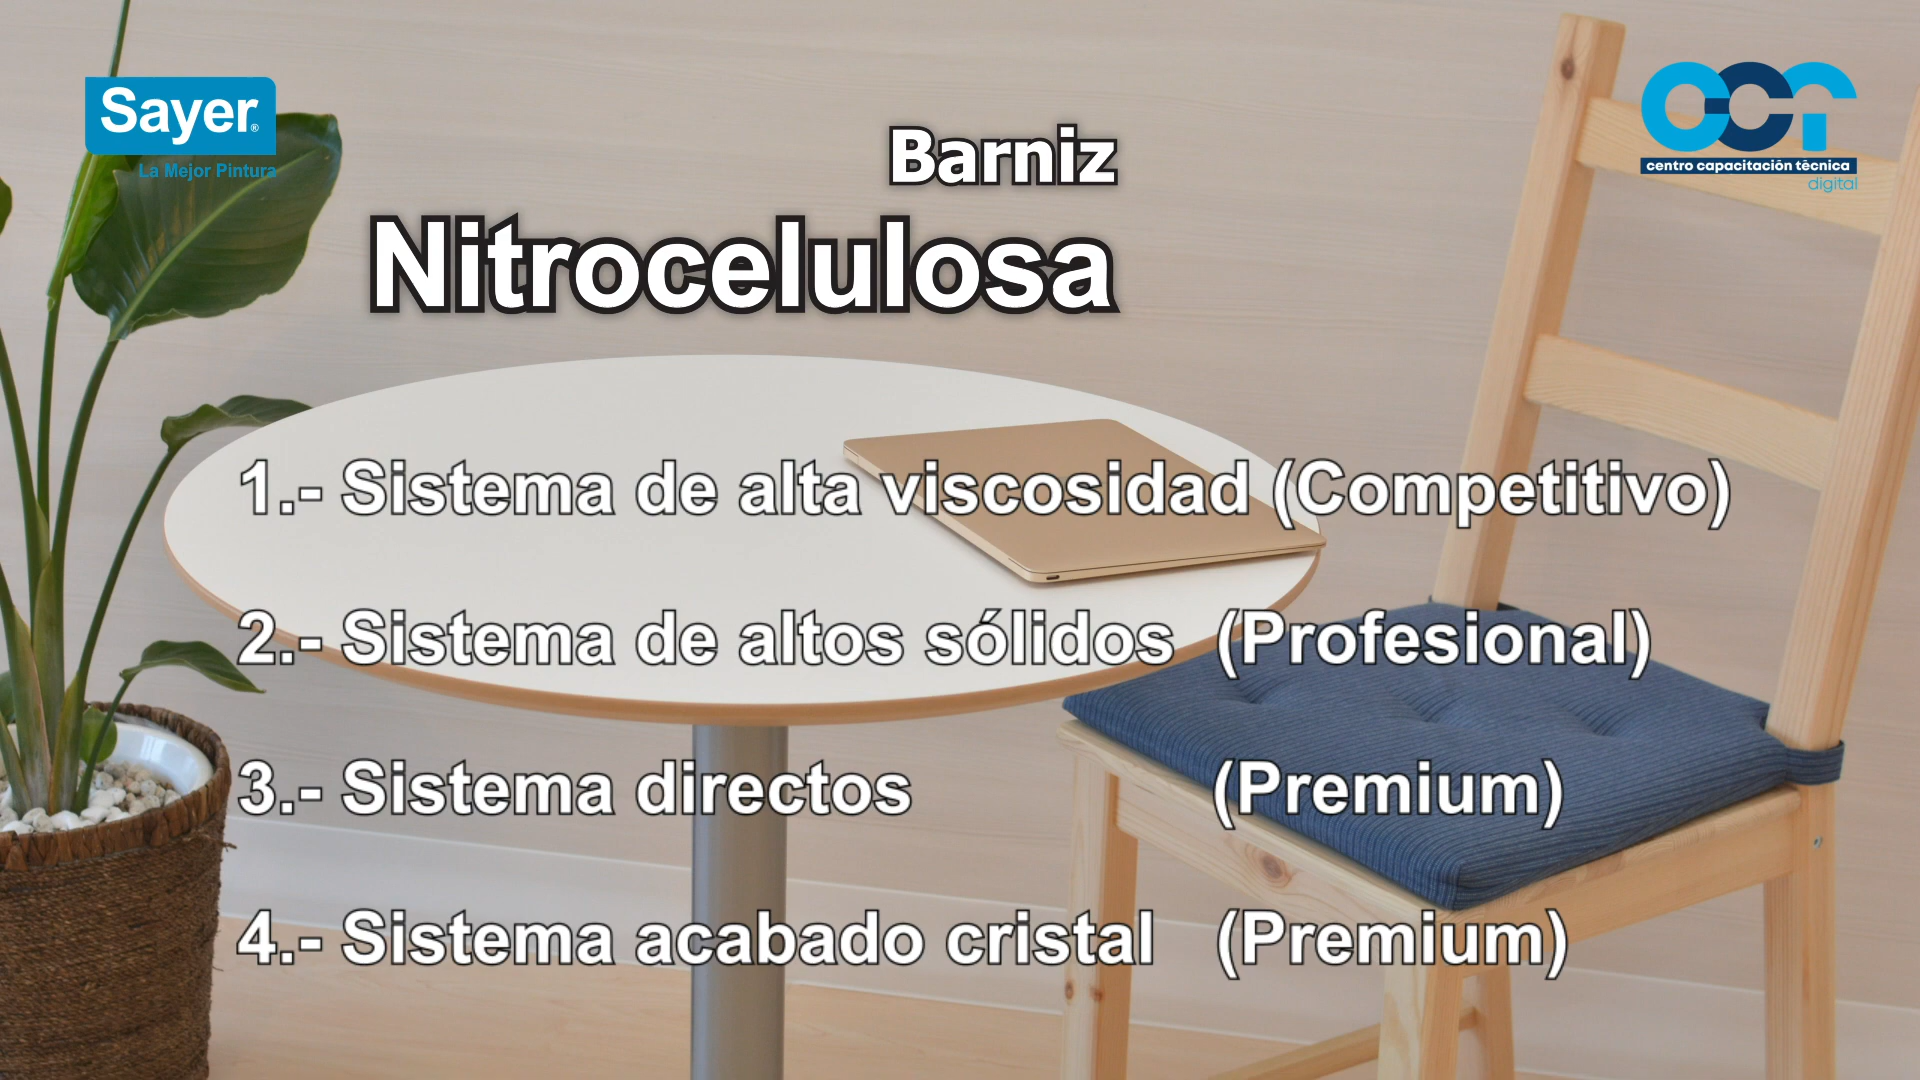 Sayer®
La Mejor Pintura
centro capacitación técnica
digital
Barniz
Nitrocelulosa
1.- Sistema de alta viscosidad (Competitivo)
2.- Sistema de altos sólidos (Profesional)
3.- Sistema directos (Premium)
4.- Sistema acabado cristal (Premium)